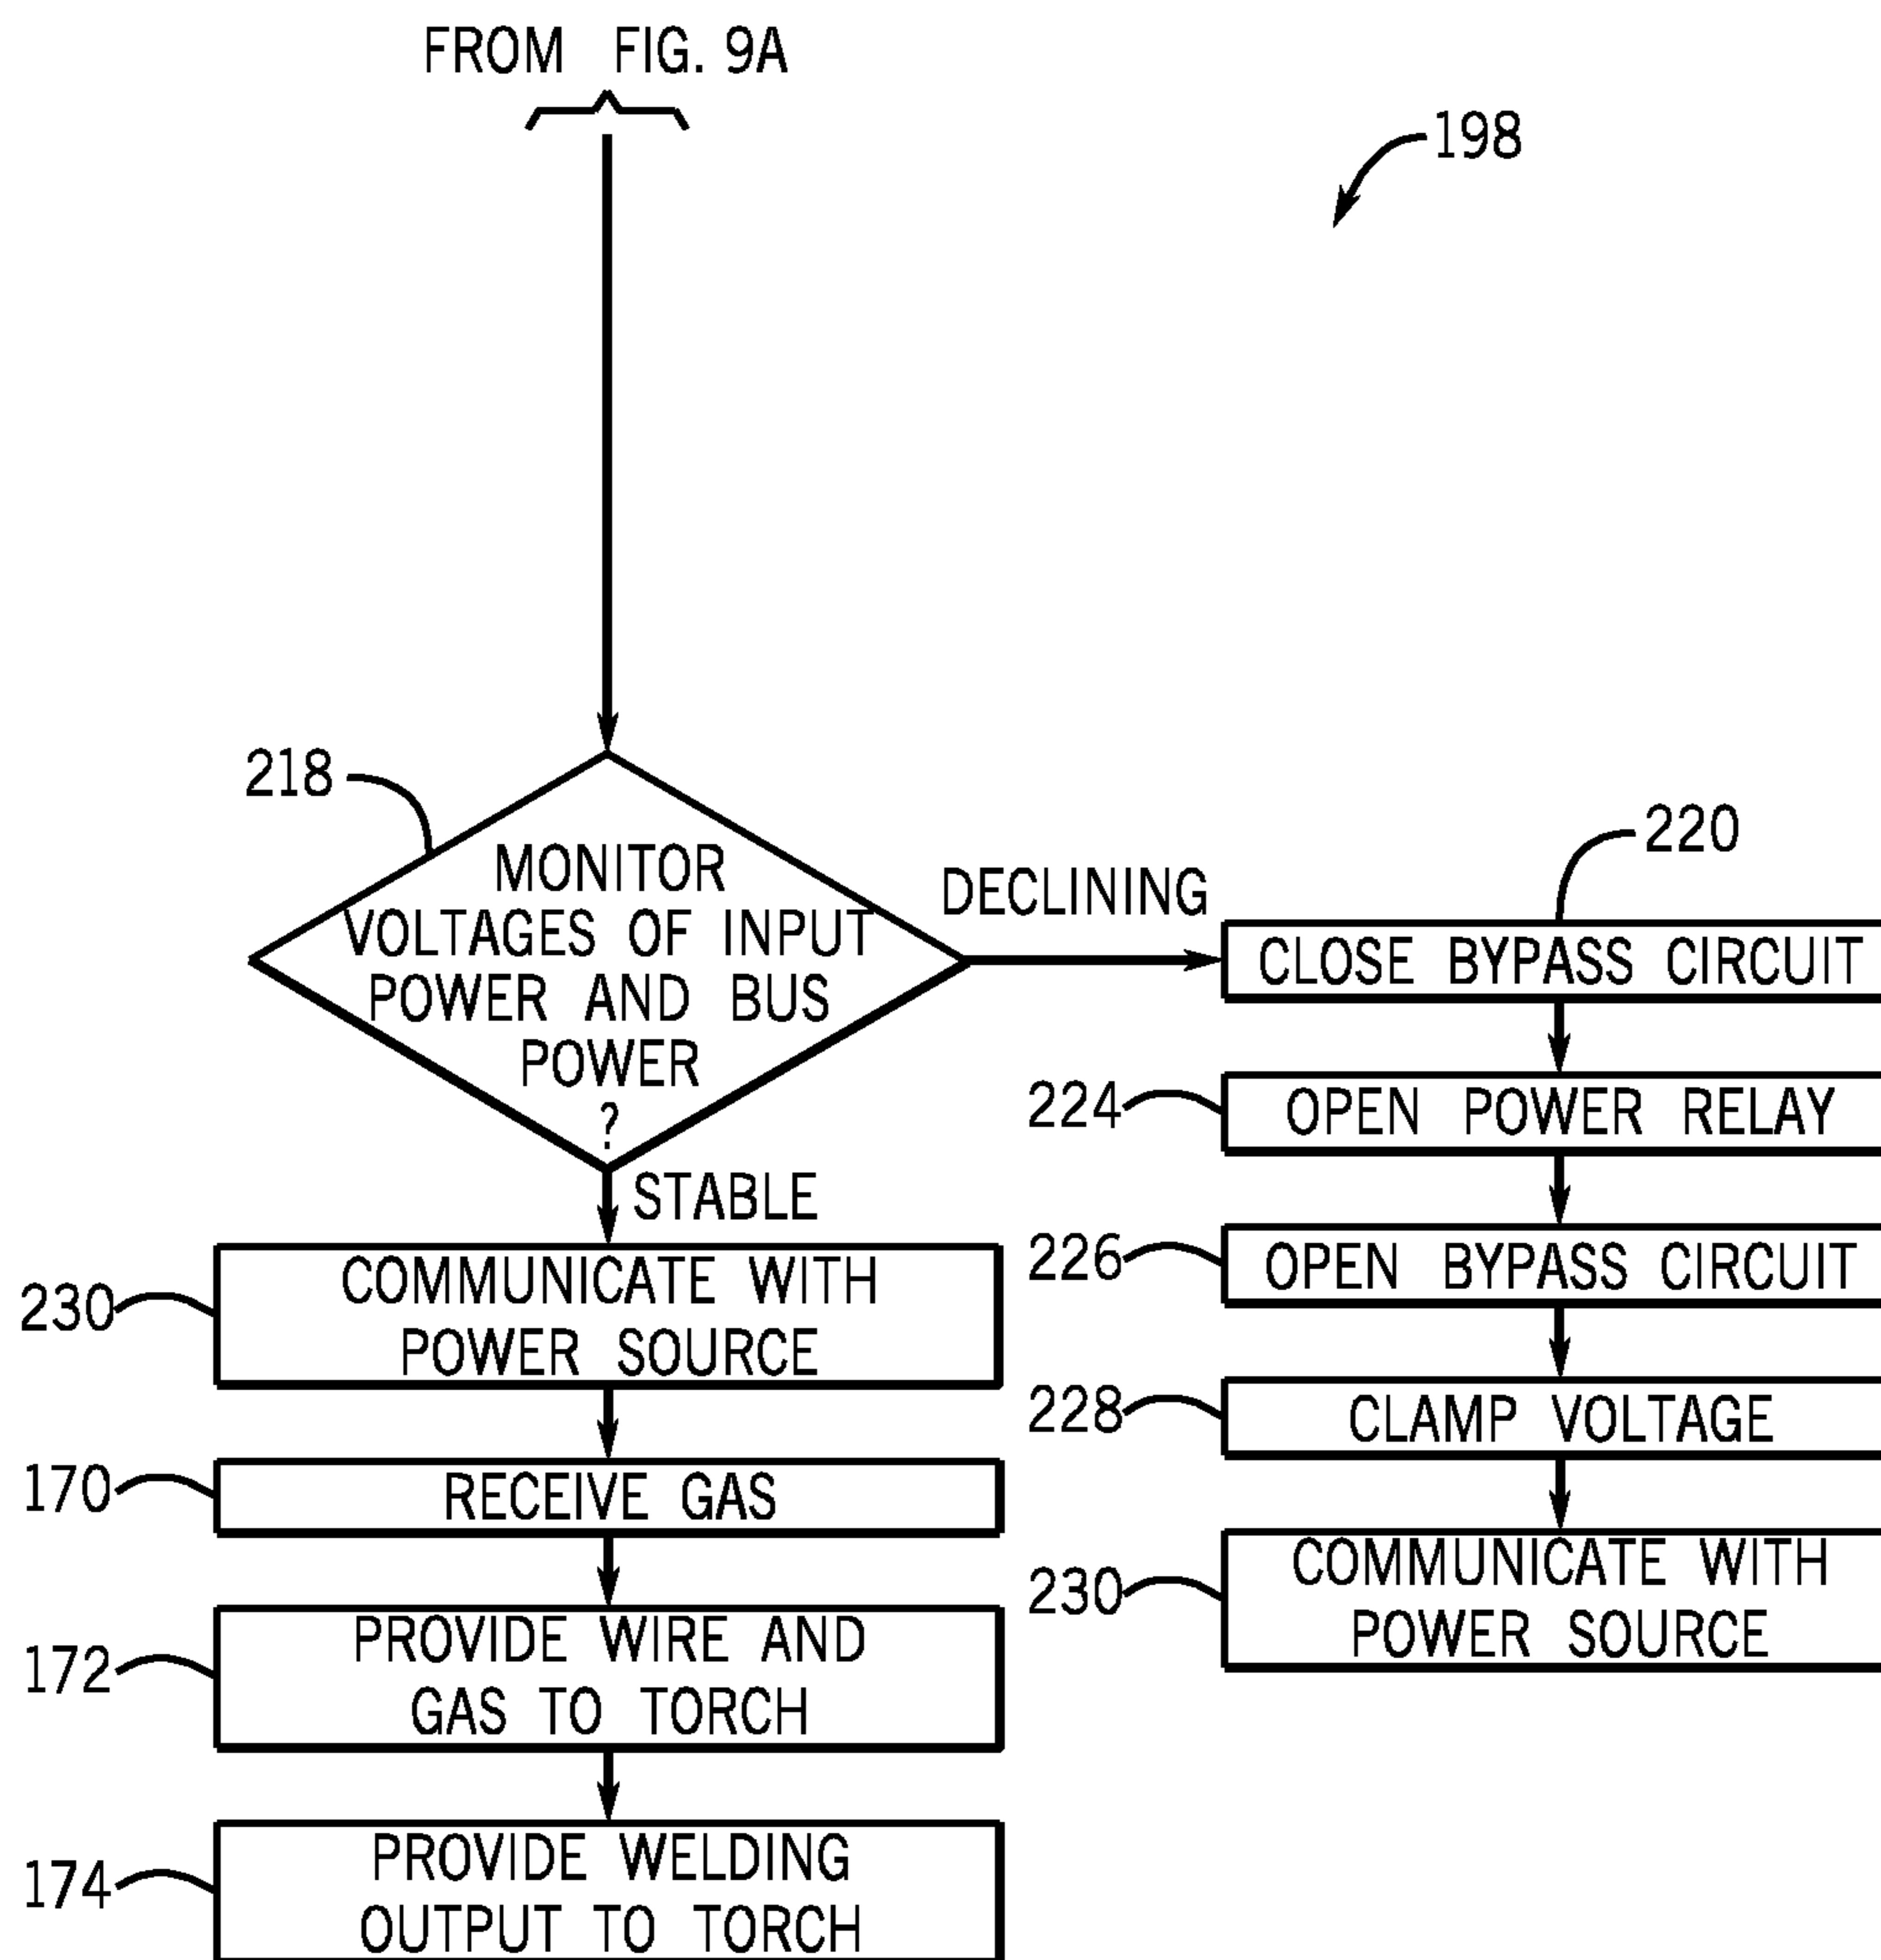 FROM FIG. 9A
198
218
MONITOR
VOLTAGES OF INPUT
POWER AND BUS
POWER
?
DECLINING
STABLE
220
CLOSE BYPASS CIRCUIT
224
OPEN POWER RELAY
226
OPEN BYPASS CIRCUIT
228
CLAMP VOLTAGE
230
COMMUNICATE WITH
POWER SOURCE
230
COMMUNICATE WITH
POWER SOURCE
170
RECEIVE GAS
172
PROVIDE WIRE AND
GAS TO TORCH
174
PROVIDE WELDING
OUTPUT TO TORCH